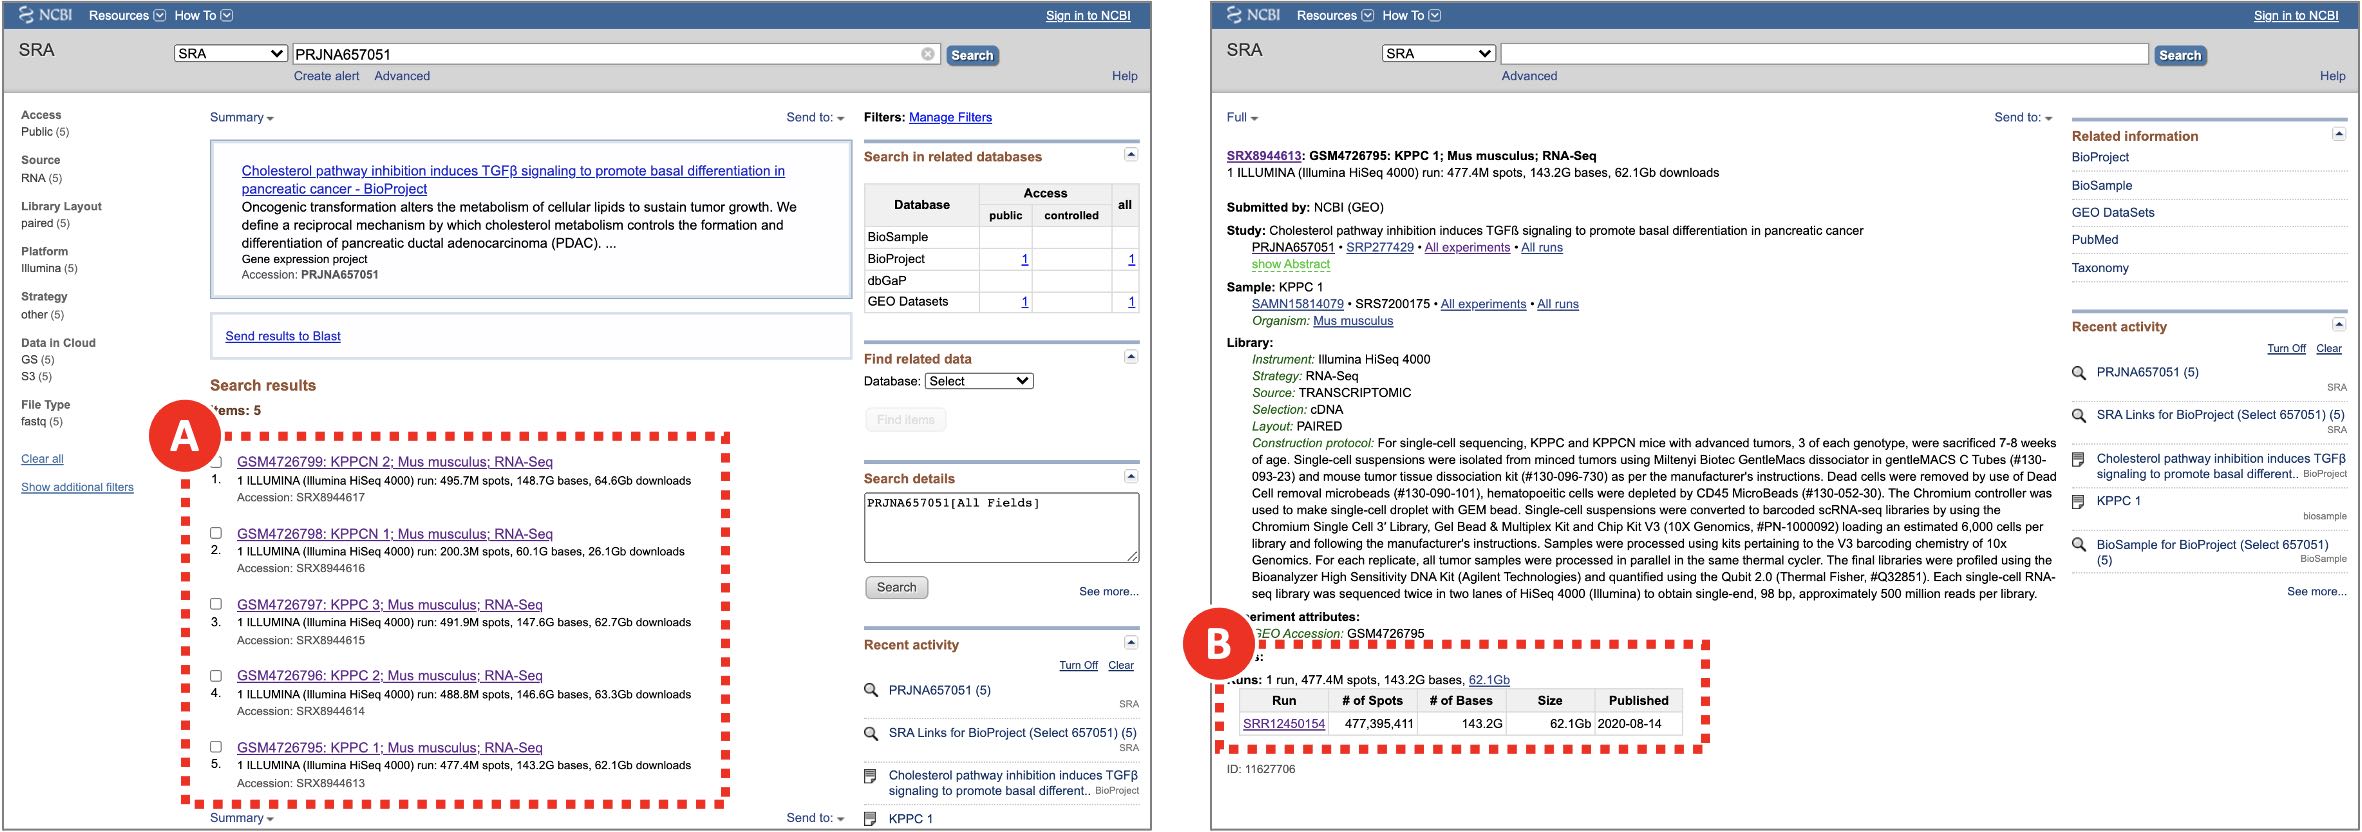 NCBI Resources How To Sign in to NCBI
SRA SRA PRJNA657051 Search
Create alert Advanced Help
Access
Public (5)
Source
RNA (5)
Library Layout
paired (5)
Platform
Illumina (5)
Strategy
other (5)
Data in Cloud
GS (5)
S3 (5)
File Type
fastq (5)
Clear all
Show additional filters
Summary Send to:
Cholesterol pathway inhibition induces TGFβ signaling to promote basal differentiation in
pancreatic cancer - BioProject
Oncogenic transformation alters the metabolism of cellular lipids to sustain tumor growth. We
define a reciprocal mechanism by which cholesterol metabolism controls the formation and
differentiation of pancreatic ductal adenocarcinoma (PDAC). ...
Gene expression project
Accession: PRJNA657051
Send results to Blast
Search results
tems: 5
A
GSM4726799: KPPCN 2; Mus musculus; RNA-Seq
1. 1 ILLUMINA (Illumina HiSeq 4000) run: 495.7M spots, 148.7G bases, 64.6Gb downloads
Accession: SRX8944617
GSM4726798: KPPCN 1; Mus musculus; RNA-Seq
2. 1 ILLUMINA (Illumina HiSeq 4000) run: 200.3M spots, 60.1G bases, 26.1Gb downloads
Accession: SRX8944616
GSM4726797: KPPC 3; Mus musculus; RNA-Seq
3. 1 ILLUMINA (Illumina HiSeq 4000) run: 491.9M spots, 147.6G bases, 62.7Gb downloads
Accession: SRX8944615
GSM4726796: KPPC 2; Mus musculus; RNA-Seq
4. 1 ILLUMINA (Illumina HiSeq 4000) run: 488.8M spots, 146.6G bases, 63.3Gb downloads
Accession: SRX8944614
GSM4726795: KPPC 1; Mus musculus; RNA-Seq
5. 1 ILLUMINA (Illumina HiSeq 4000) run: 477.4M spots, 143.2G bases, 62.1Gb downloads
Accession: SRX8944613
Summary Send to:
Filters: Manage Filters
Search in related databases
Database Access all
public controlled
BioSample
BioProject 1 1
dbGaP
GEO Datasets 1 1
Find related data
Database: Select
Find items
Search details
PRJNA657051[All Fields]
Search
See more...
Recent activity
Turn Off Clear
PRJNA657051 (5)
SRA
SRA Links for BioProject (Select 657051) (5)
SRA
Cholesterol pathway inhibition induces TGFβ
signaling to promote basal different.. BioProject
KPPC 1
NCBI Resources How To Sign in to NCBI
SRA SRA Search
Advanced Help
Full Send to:
SRX8944613: GSM4726795: KPPC 1; Mus musculus; RNA-Seq
1 ILLUMINA (Illumina HiSeq 4000) run: 477.4M spots, 143.2G bases, 62.1Gb downloads
Submitted by: NCBI (GEO)
Study: Cholesterol pathway inhibition induces TGFß signaling to promote basal differentiation in pancreatic cancer
PRJNA657051 • SRP277429 • All experiments • All runs
show Abstract
Sample: KPPC 1
SAMN15814079 • SRS7200175 • All experiments • All runs
Organism: Mus musculus
Library:
Instrument: Illumina HiSeq 4000
Strategy: RNA-Seq
Source: TRANSCRIPTOMIC
Selection: cDNA
Layout: PAIRED
Construction protocol: For single-cell sequencing, KPPC and KPPCN mice with advanced tumors, 3 of each genotype, were sacrificed 7-8 weeks
of age. Single-cell suspensions were isolated from minced tumors using Miltenyi Biotec GentleMacs dissociator in gentleMACS C Tubes (#130-
093-23) and mouse tumor tissue dissociation kit (#130-096-730) as per the manufacturer's instructions. Dead cells were removed by use of Dead
Cell removal microbeads (#130-090-101), hematopoeitic cells were depleted by CD45 MicroBeads (#130-052-30). The Chromium controller was
used to make single-cell droplet with GEM bead. Single-cell suspensions were converted to barcoded scRNA-seq libraries by using the
Chromium Single Cell 3′ Library, Gel Bead & Multiplex Kit and Chip Kit V3 (10X Genomics, #PN-1000092) loading an estimated 6,000 cells per
library and following the manufacturer's instructions. Samples were processed using kits pertaining to the V3 barcoding chemistry of 10x
Genomics. For each replicate, all tumor samples were processed in parallel in the same thermal cycler. The final libraries were profiled using the
Bioanalyzer High Sensitivity DNA Kit (Agilent Technologies) and quantified using the Qubit 2.0 (Thermal Fisher, #Q32851). Each single-cell RNA-
seq library was sequenced twice in two lanes of HiSeq 4000 (Illumina) to obtain single-end, 98 bp, approximately 500 million reads per library.
eriment attributes:
GEO Accession: GSM4726795
B
s:
Runs: 1 run, 477.4M spots, 143.2G bases, 62.1Gb
Run # of Spots # of Bases Size Published
SRR12450154 477,395,411 143.2G 62.1Gb 2020-08-14
ID: 11627706
Related information
BioProject
BioSample
GEO DataSets
PubMed
Taxonomy
Recent activity
Turn Off Clear
PRJNA657051 (5)
SRA
SRA Links for BioProject (Select 657051) (5)
SRA
Cholesterol pathway inhibition induces TGFβ
signaling to promote basal different.. BioProject
KPPC 1
biosample
BioSample for BioProject (Select 657051)
(5) BioSample
See more...